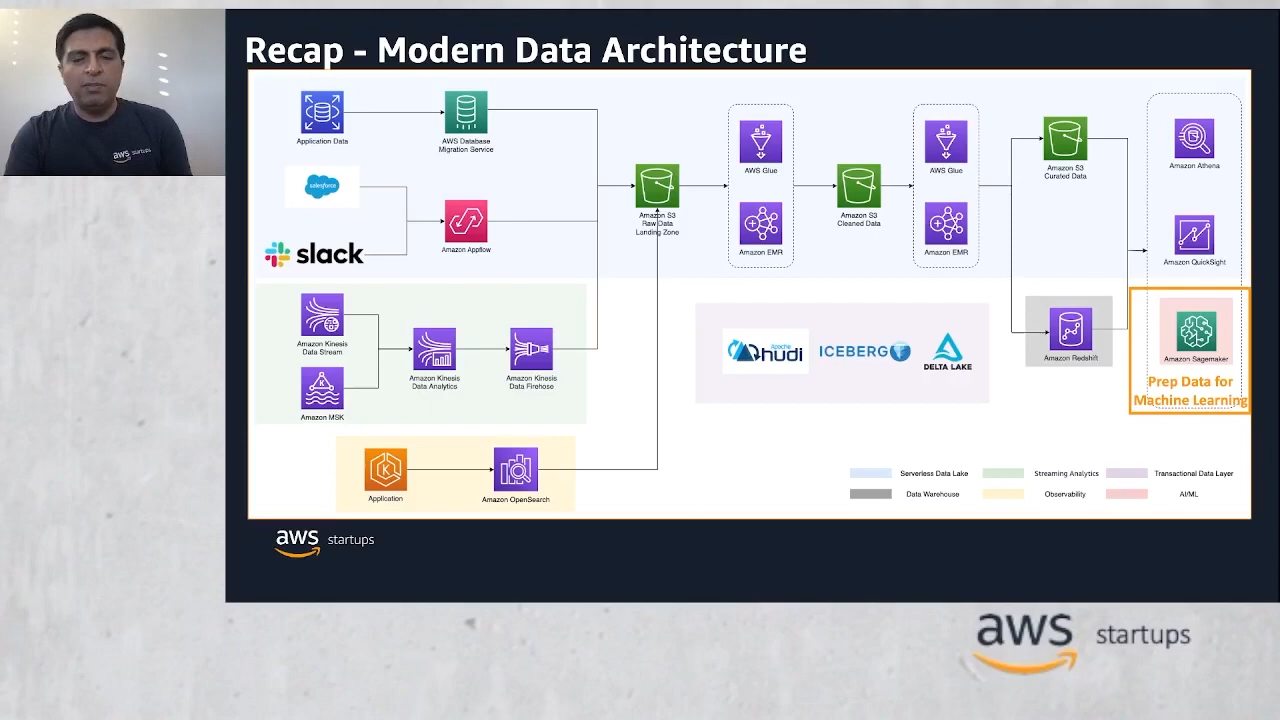 Recap - Modern Data Architecture
Application Data
AWS Database
Migration Service
salesforce
slack
Amazon Appflow
Amazon S3
Raw Data
Landing Zone
AWS Glue
Amazon EMR
Amazon S3
Cleaned Data
AWS Glue
Amazon EMR
Amazon S3
Curated Data
Amazon Athena
Amazon QuickSight
Amazon Kinesis
Data Stream
Amazon MSK
Amazon Kinesis
Data Analytics
Amazon Kinesis
Data Firehose
Apache
hudi
ICEBERG
DELTA LAKE
Amazon Redshift
Amazon Sagemaker
Prep Data for
Machine Learning
Application
Amazon OpenSearch
Serverless Data Lake
Streaming Analytics
Transactional Data Layer
Data Warehouse
Observability
AI/ML
aws startups
aws startups
aws startups